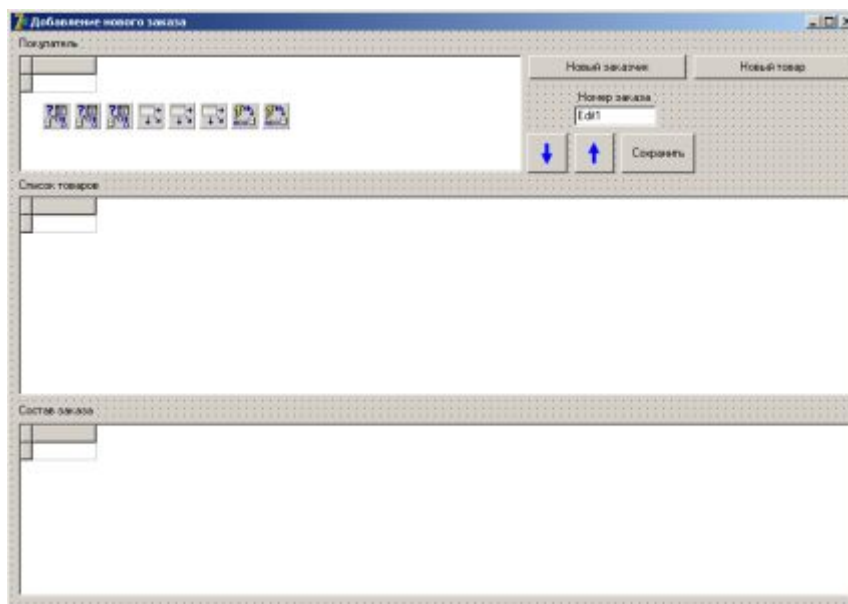 Добавление нового заказа
Покупатель
Новый заказчик
Новый товар
Номер заказа
Edit1
Сохранить
Список товаров
Состав заказа